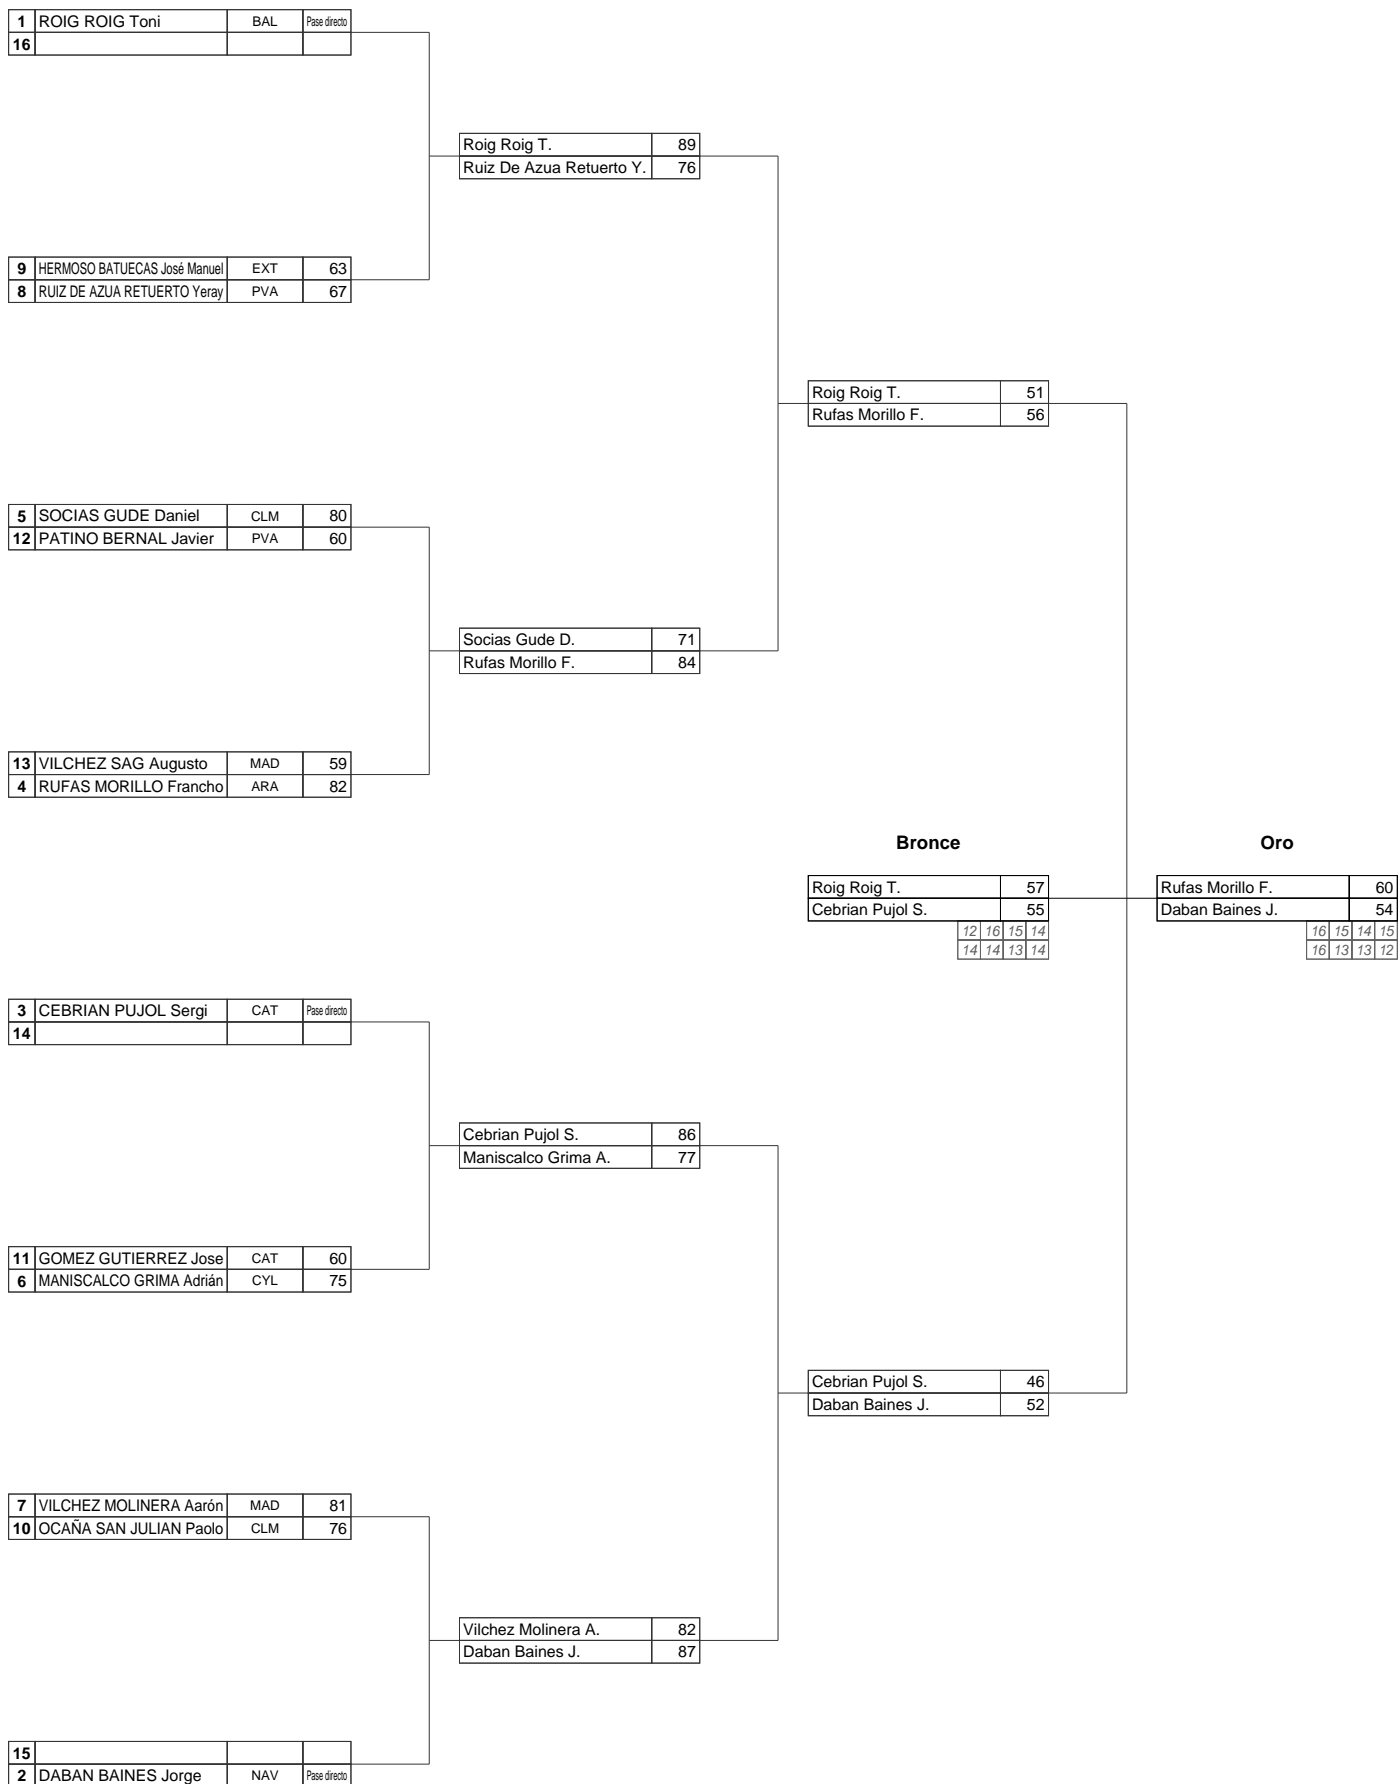 1 ROIG ROIG Toni BAL Pase directo
16
Roig Roig T. 89
Ruiz De Azua Retuerto Y. 76
9 HERMOSO BATUECAS José Manuel EXT 63
8 RUIZ DE AZUA RETUERTO Yeray PVA 67
Roig Roig T. 51
Rufas Morillo F. 56
5 SOCIAS GUDE Daniel CLM 80
12 PATINO BERNAL Javier PVA 60
Socias Gude D. 71
Rufas Morillo F. 84
13 VILCHEZ SAG Augusto MAD 59
4 RUFAS MORILLO Francho ARA 82
Bronce Oro
Roig Roig T. 57 Rufas Morillo F. 60
Cebrian Pujol S. 55 Daban Baines J. 54
12 16 15 14 16 15 14 15
14 14 13 14 16 13 13 12
3 CEBRIAN PUJOL Sergi CAT Pase directo
14
Cebrian Pujol S. 86
Maniscalco Grima A. 77
11 GOMEZ GUTIERREZ Jose CAT 60
6 MANISCALCO GRIMA Adrián CYL 75
Cebrian Pujol S. 46
Daban Baines J. 52
7 VILCHEZ MOLINERA Aarón MAD 81
10 OCAÑA SAN JULIAN Paolo CLM 76
Vilchez Molinera A. 82
Daban Baines J. 87
15
2 DABAN BAINES Jorge NAV Pase directo